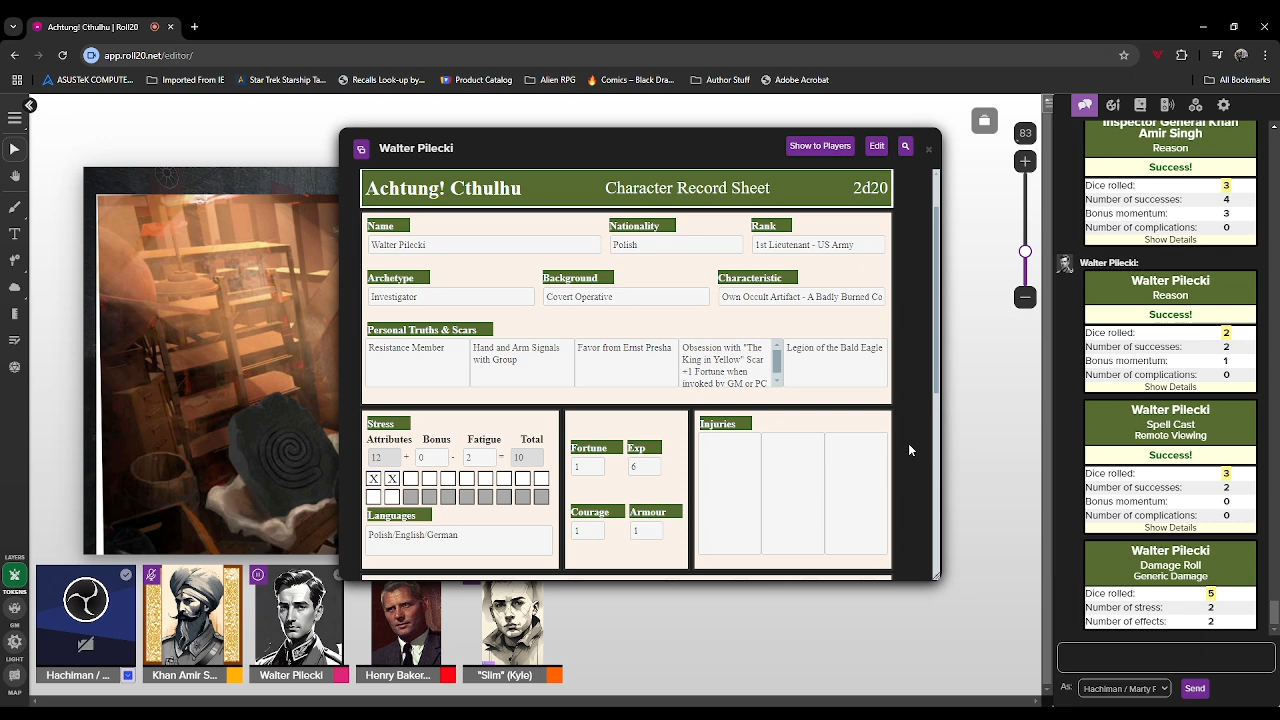 Achtung! Cthulhu | Roll20
app.roll20.net/editor/
ASUSTeK COMPUTE...
Imported From IE
Star Trek Starship Ta...
Recalls Look-up by...
Product Catalog
Alien RPG
Comics – Black Dra...
Author Stuff
Adobe Acrobat
All Bookmarks
Walter Pilecki
Show to Players
Edit
83
Achtung! Cthulhu
Character Record Sheet
2d20
Name
Nationality
Rank
Walter Pilecki
Polish
1st Lieutenant - US Army
Archetype
Background
Characteristic
Investigator
Covert Operative
Own Occult Artifact - A Badly Burned Co
Personal Truths & Scars
Resistance Member
Hand and Arm Signals
with Group
Favor from Ernst Presha
Obsession with "The
King in Yellow" Scar
+1 Fortune when
invoked by GM or PC
Legion of the Bald Eagle
Stress
Attributes Bonus Fatigue Total
12 + 0 - 2 = 10
X X
Languages
Polish/English/German
Fortune Exp
1 6
Courage Armour
1 1
Injuries
LAYERS
TOKENS
GM
LIGHT
MAP
Hachiman / ...
Khan Amir S...
Walter Pilecki
Henry Baker...
"Slim" (Kyle)
Inspector General Khan
Amir Singh
Reason
Success!
Dice rolled: 3
Number of successes: 4
Bonus momentum: 3
Number of complications: 0
Show Details
Walter Pilecki:
Walter Pilecki
Reason
Success!
Dice rolled: 2
Number of successes: 2
Bonus momentum: 1
Number of complications: 0
Show Details
Walter Pilecki
Spell Cast
Remote Viewing
Success!
Dice rolled: 3
Number of successes: 2
Bonus momentum: 0
Number of complications: 0
Show Details
Walter Pilecki
Damage Roll
Generic Damage
Dice rolled: 5
Number of stress: 2
Number of effects: 2
As: Hachiman / Marty F
Send